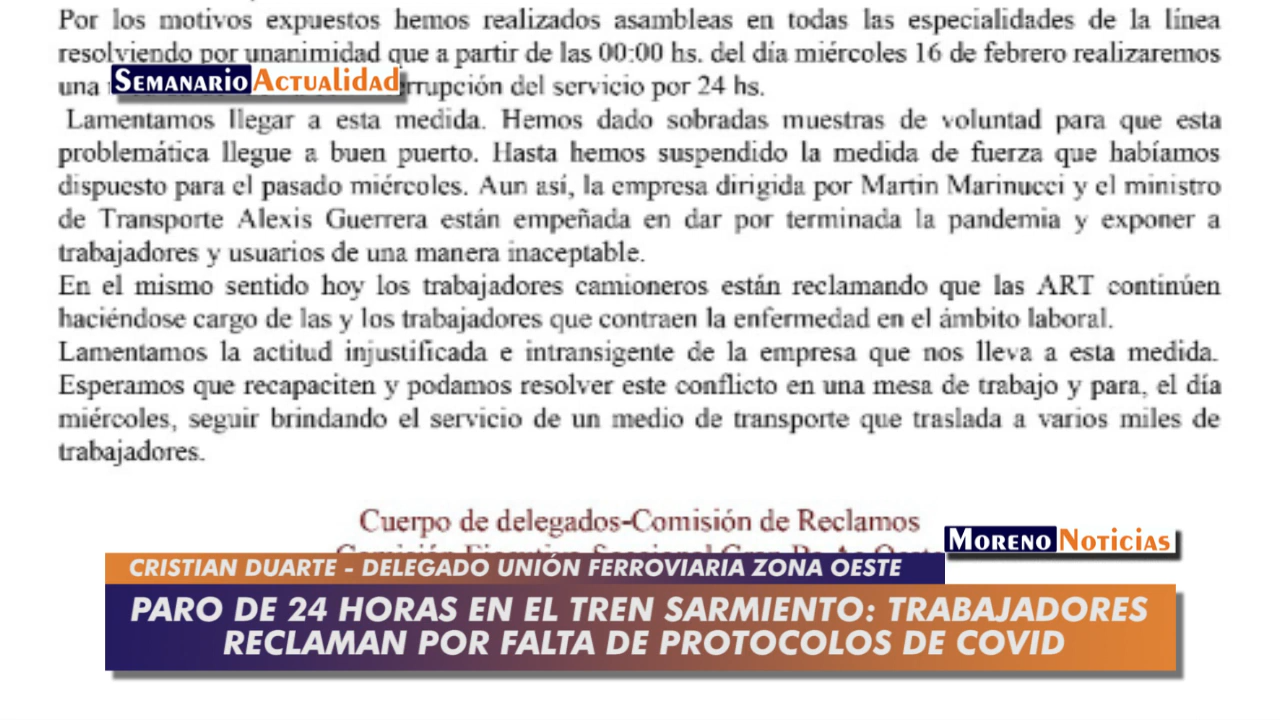 Por los motivos expuestos hemos realizados asambleas en todas las especialidades de la línea
resolviendo por unanimidad que a partir de las 00:00 hs. del día miércoles 16 de febrero realizaremos
una
SEMANARIO ACTUALIDAD
errupción del servicio por 24 hs.
Lamentamos llegar a esta medida. Hemos dado sobradas muestras de voluntad para que esta
problemática llegue a buen puerto. Hasta hemos suspendido la medida de fuerza que habíamos
dispuesto para el pasado miércoles. Aun así, la empresa dirigida por Martin Marinucci y el ministro
de Transporte Alexis Guerrera están empeñada en dar por terminada la pandemia y exponer a
trabajadores y usuarios de una manera inaceptable.
En el mismo sentido hoy los trabajadores camioneros están reclamando que las ART continúen
haciéndose cargo de las y los trabajadores que contraen la enfermedad en el ámbito laboral.
Lamentamos la actitud injustificada e intransigente de la empresa que nos lleva a esta medida.
Esperamos que recapaciten y podamos resolver este conflicto en una mesa de trabajo y para, el día
miércoles, seguir brindando el servicio de un medio de transporte que traslada a varios miles de
trabajadores.
Cuerpo de delegados-Comisión de Reclamos
Comisión Ejecutiva Seccional Gran Bs As Oeste
MORENO NOTICIAS
CRISTIAN DUARTE - DELEGADO UNIÓN FERROVIARIA ZONA OESTE
PARO DE 24 HORAS EN EL TREN SARMIENTO: TRABAJADORES
RECLAMAN POR FALTA DE PROTOCOLOS DE COVID